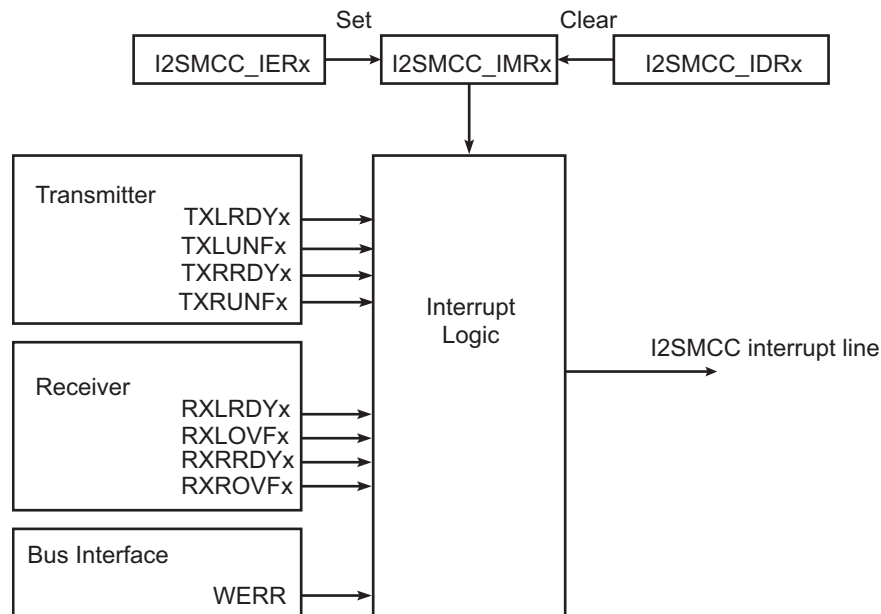 Set
Clear
I2SMCC_IERx
I2SMCC_IMRx
I2SMCC_IDRx
Transmitter
TXLRDYx
TXLUNFx
TXRRDYx
TXRUNFx
Interrupt
Logic
I2SMCC interrupt line
Receiver
RXLRDYx
RXLOVFx
RXRRDYx
RXROVFx
Bus Interface
WERR